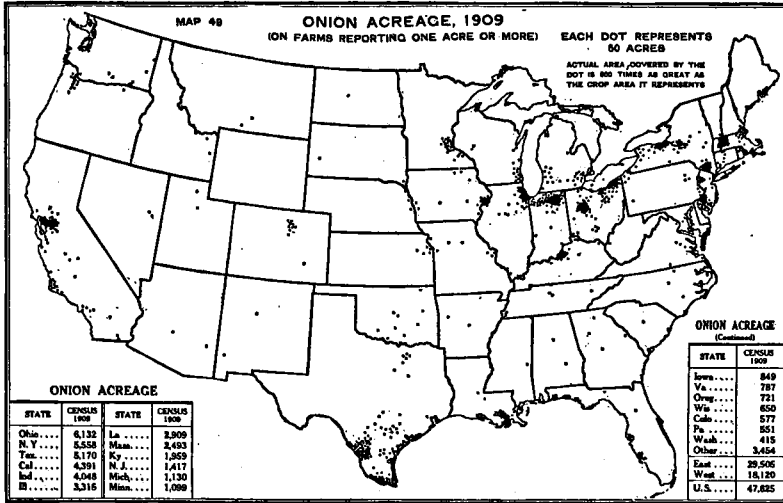 MAP 49
ONION ACREAGE, 1909
(ON FARMS REPORTING ONE ACRE OR MORE)
EACH DOT REPRESENTS
50 ACRES
ACTUAL AREA COVERED BY THE
DOT IS 600 TIMES AS GREAT AS
THE CROP AREA IT REPRESENTS
ONION ACREAGE
STATE CENSUS 1909 STATE CENSUS 1909
Ohio.... 6,132 La ..... 2,909
N. Y.... 5,558 Mass.... 2,493
Tex..... 5,170 Ky ..... 1,959
Cal..... 4,391 N. J.... 1,417
Ind..... 4,048 Mich.... 1,130
Ill..... 3,316 Minn.... 1,099
ONION ACREAGE
(Continued)
STATE CENSUS 1909
Iowa.... 849
Va ..... 787
Oreg.... 721
Wis .... 650
Colo.... 577
Pa ..... 551
Wash ... 415
Other... 3,454
East.... 29,505
West ... 18,120
U.S. ... 47,625